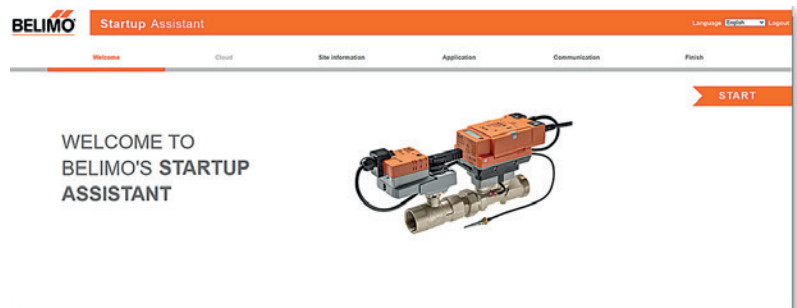 BELIMO
Startup Assistant
Language English Logout
Welcome Cloud Site information Application Communication Finish
START
WELCOME TO
BELIMO'S STARTUP
ASSISTANT